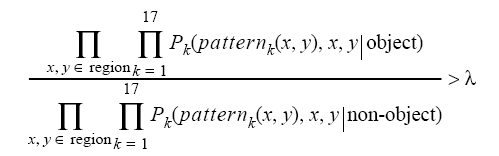 17
∏ ∏ P_k(pattern_k(x, y), x, y|object)
x, y ∈ region k = 1
> λ
17
∏ ∏ P_k(pattern_k(x, y), x, y|non-object)
x, y ∈ region k = 1